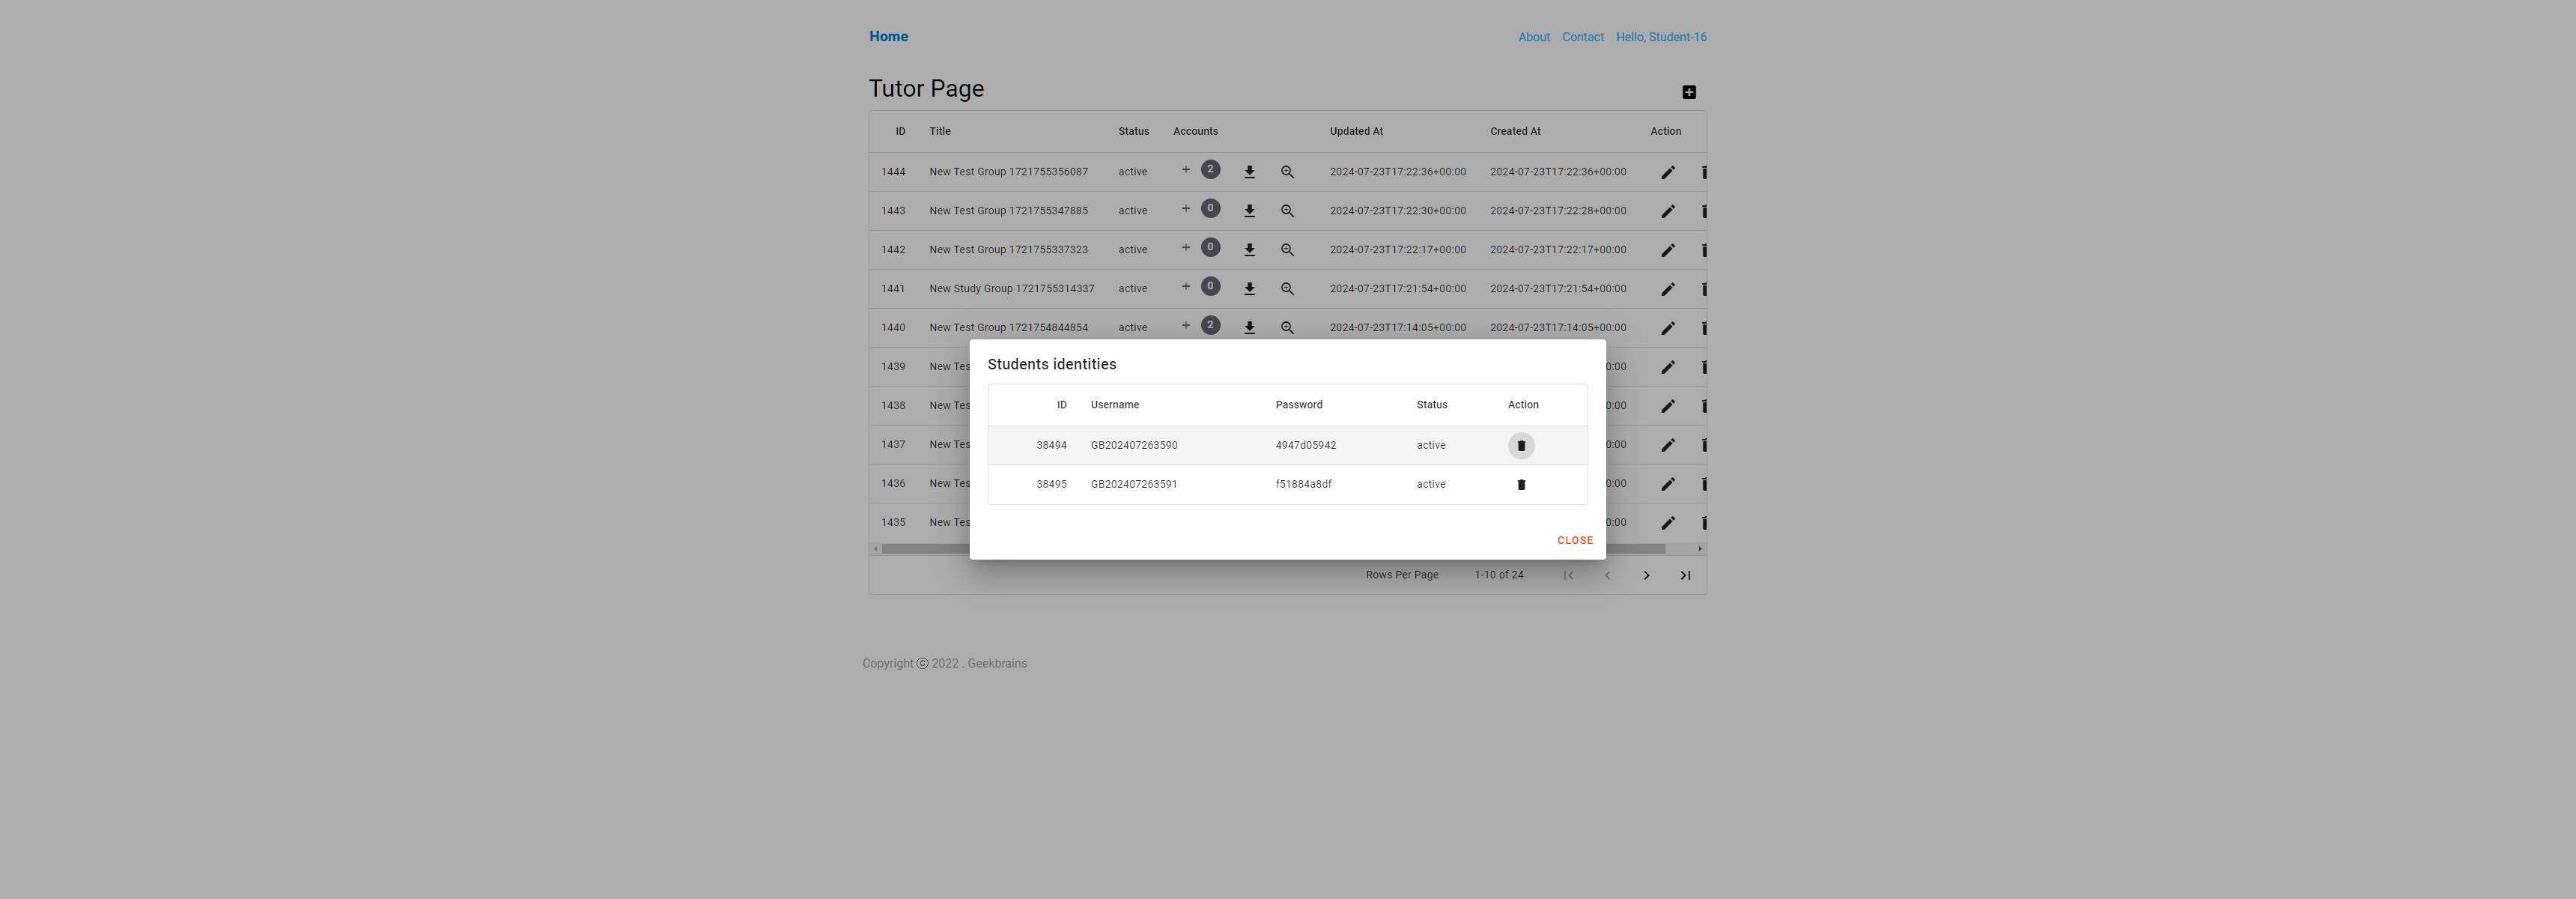 Home
About Contact Hello, Student-16
Tutor Page
ID Title Status Accounts Updated At Created At Action
1444 New Test Group 1721755356087 active + 2 2024-07-23T17:22:36+00:00 2024-07-23T17:22:36+00:00
1443 New Test Group 1721755347885 active + 0 2024-07-23T17:22:30+00:00 2024-07-23T17:22:28+00:00
1442 New Test Group 1721755337323 active + 0 2024-07-23T17:22:17+00:00 2024-07-23T17:22:17+00:00
1441 New Study Group 1721755314337 active + 0 2024-07-23T17:21:54+00:00 2024-07-23T17:21:54+00:00
1440 New Test Group 1721754844854 active + 2 2024-07-23T17:14:05+00:00 2024-07-23T17:14:05+00:00
Students identities
ID Username Password Status Action
38494 GB202407263590 4947d05942 active
38495 GB202407263591 f51884a8df active
CLOSE
1439 New Tes 0:00
1438 New Tes 0:00
1437 New Tes 0:00
1436 New Tes 0:00
1435 New Tes 0:00
Rows Per Page 1-10 of 24
Copyright ⓒ 2022 . Geekbrains